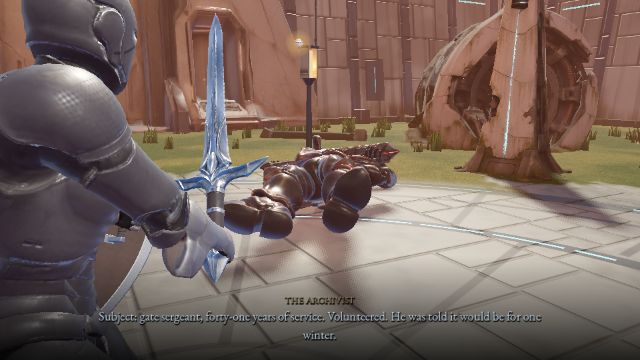 THE ARCHIVIST
Subject: gate sergeant, forty-one years of service. Volunteered. He was told it would be for one
winter.